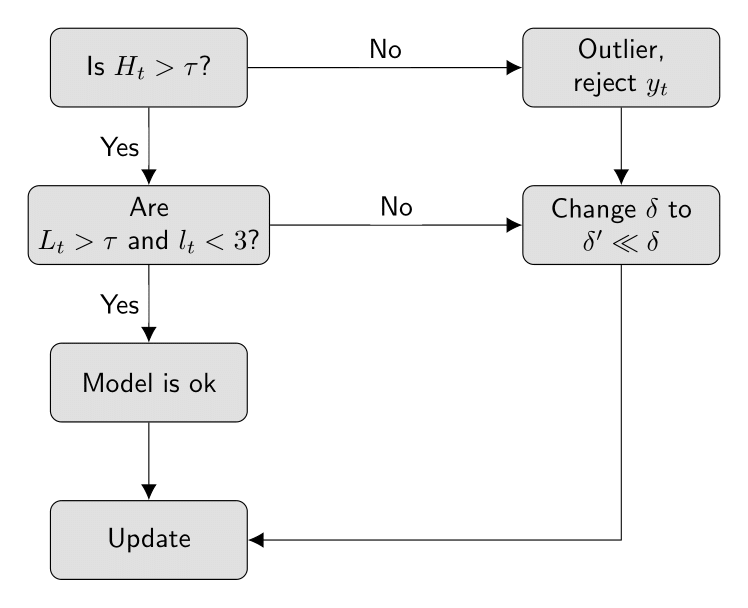 Is $H_t > \tau$?
No
Outlier,
reject $y_t$
Yes
Are
$L_t > \tau$ and $l_t < 3$?
No
Change $\delta$ to
$\delta' \ll \delta$
Yes
Model is ok
Update